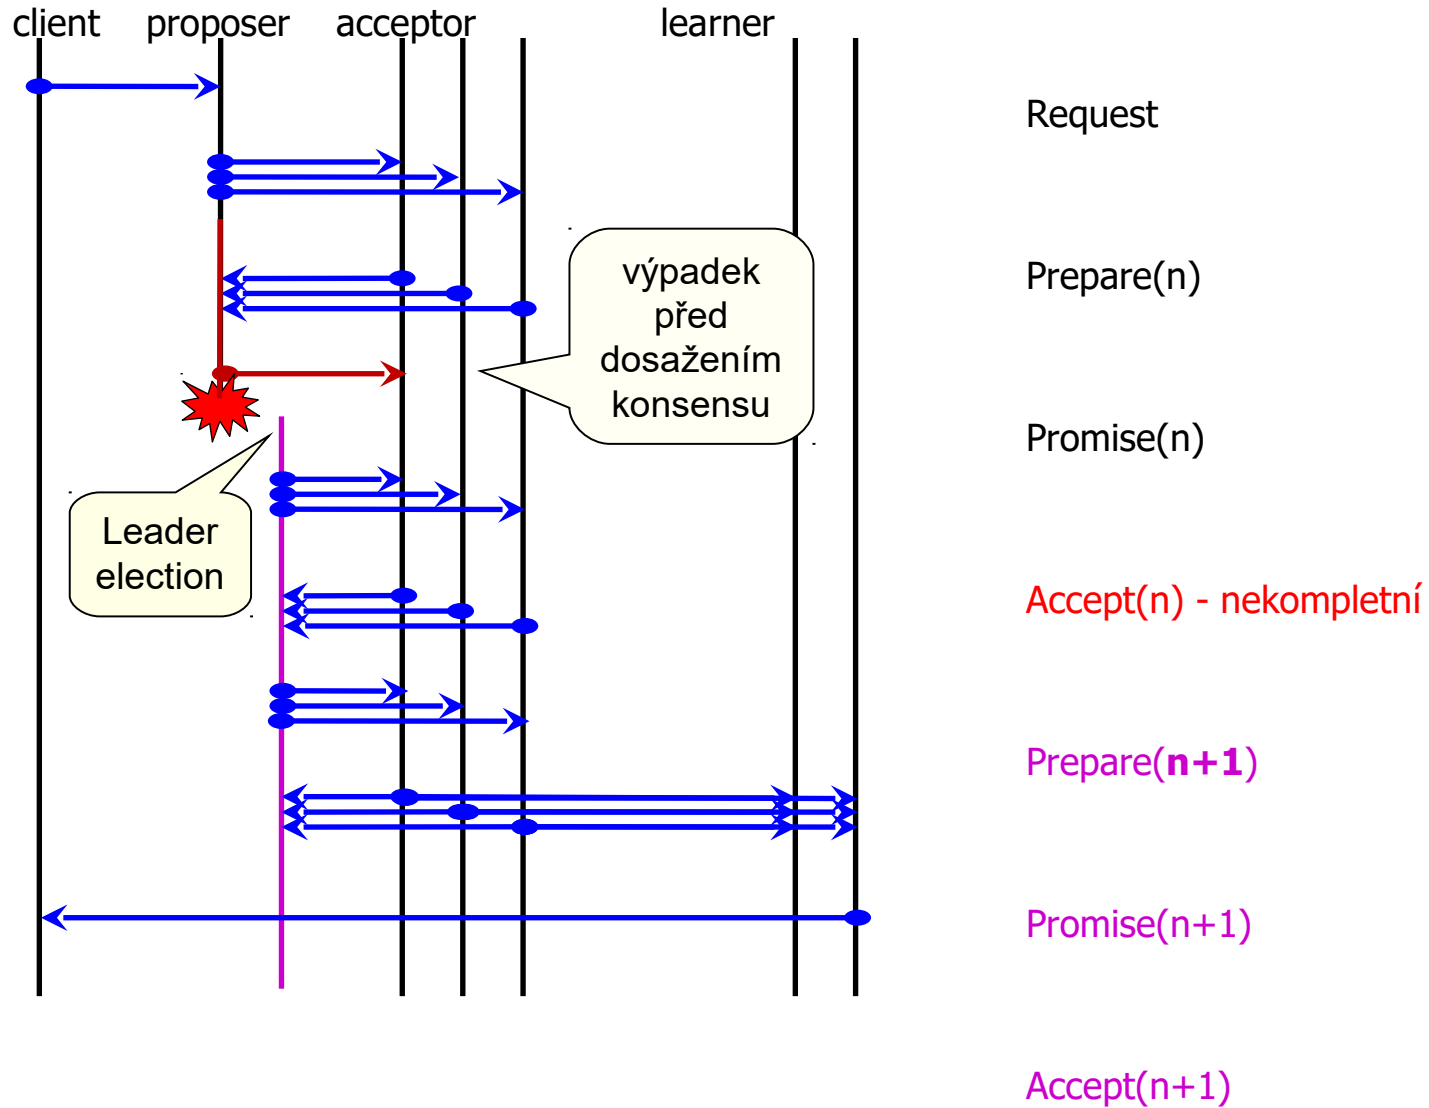 client proposer acceptor learner
Request
Prepare(n)
výpadek
před
dosažením
konsensu
Promise(n)
Leader
election
Accept(n) - nekompletní
Prepare(n+1)
Promise(n+1)
Accept(n+1)